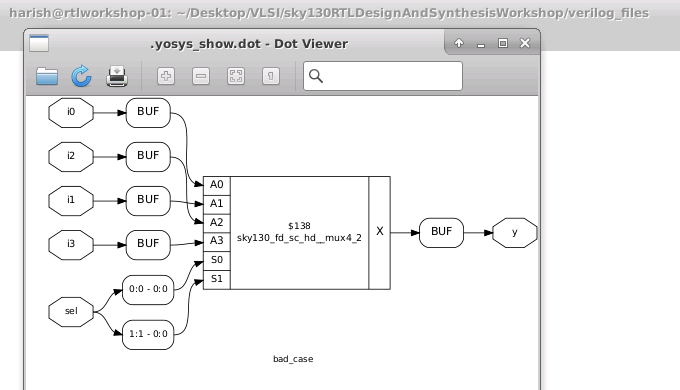 harish@rtlworkshop-01: ~/Desktop/VLSI/sky130RTLDesignAndSynthesisWorkshop/verilog_files
.yosys_show.dot - Dot Viewer
i0 BUF
i2 BUF
i1 BUF
i3 BUF
sel
0:0 - 0:0
1:1 - 0:0
A0
A1
A2
A3
S0
S1
$138
sky130_fd_sc_hd__mux4_2
X
BUF
y
bad_case